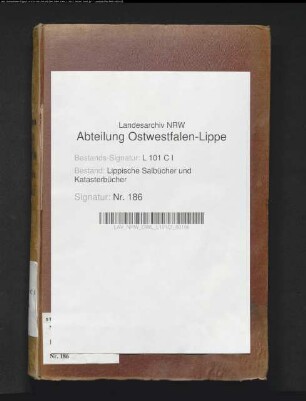 Landesarchiv NRW
Abteilung Ostwestfalen-Lippe
Bestands-Signatur: L 101 C I
Bestand: Lippische Salbücher und
Katasterbücher
Signatur: Nr. 186
Nr. 186